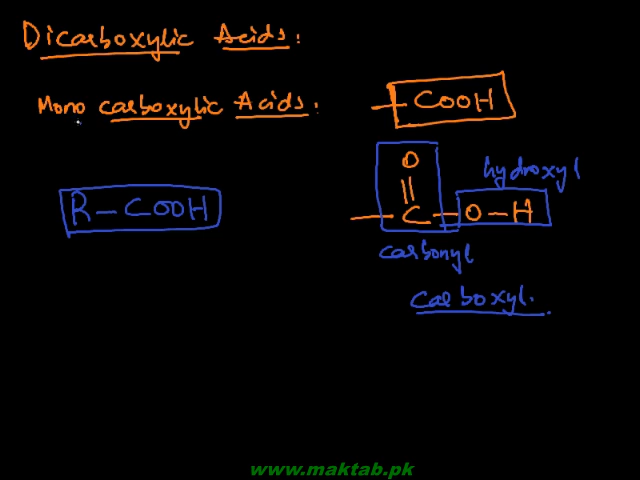 Dicarboxylic Acids:
Mono carboxylic Acids:
—COOH
O
||
—C—O—H
hydroxyl
R—COOH
carbonyl
Carboxyl.
www.maktab.pk